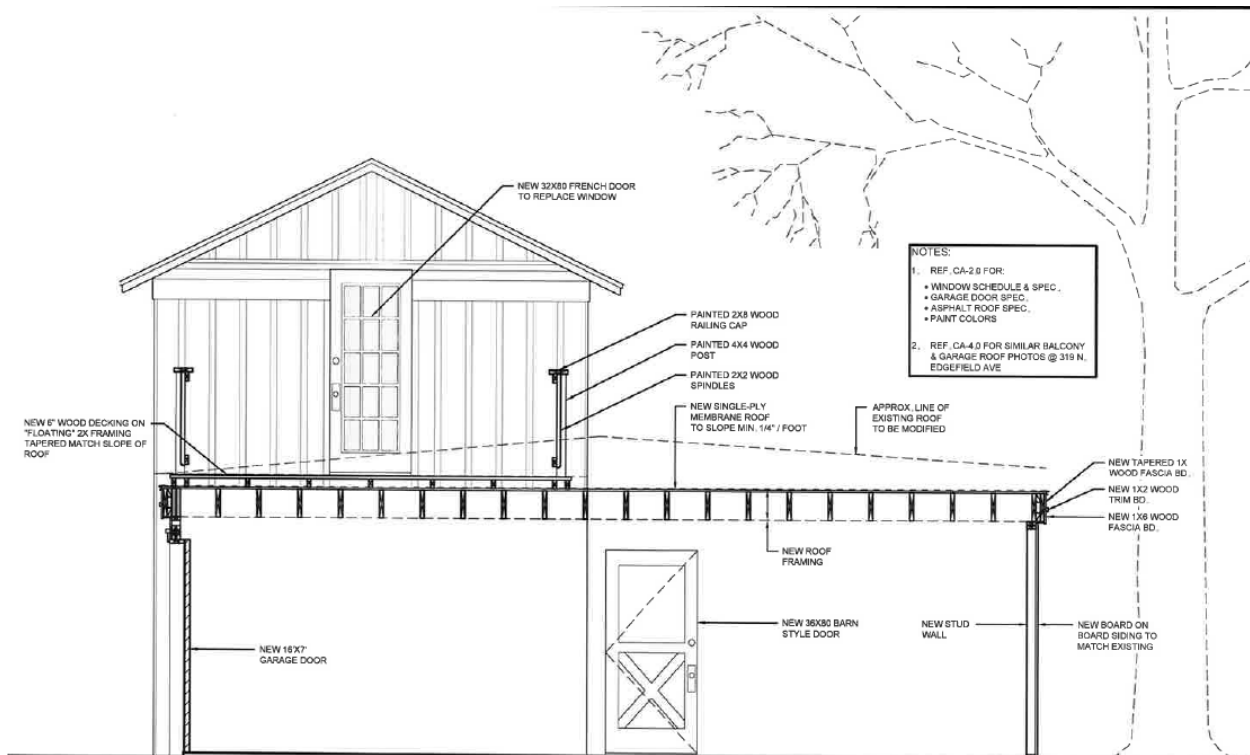 NEW 32X80 FRENCH DOOR
TO REPLACE WINDOW
NOTES:
1. REF. CA-2.0 FOR:
• WINDOW SCHEDULE & SPEC.
• GARAGE DOOR SPEC.
• ASPHALT ROOF SPEC.
• PAINT COLORS
2. REF. CA-4.0 FOR SIMILAR BALCONY
& GARAGE ROOF PHOTOS @ 319 N.
EDGEFIELD AVE
PAINTED 2X8 WOOD
RAILING CAP
PAINTED 4X4 WOOD
POST
PAINTED 2X2 WOOD
SPINDLES
NEW SINGLE-PLY
MEMBRANE ROOF
TO SLOPE MIN. 1/4" / FOOT
APPROX. LINE OF
EXISTING ROOF
TO BE MODIFIED
NEW 6" WOOD DECKING ON
"FLOATING" 2X FRAMING
TAPERED MATCH SLOPE OF
ROOF
NEW TAPERED 1X
WOOD FASCIA BD.
NEW 1X2 WOOD
TRIM BD.
NEW 1X6 WOOD
FASCIA BD.
NEW ROOF
FRAMING
NEW 16'X7'
GARAGE DOOR
NEW 36X80 BARN
STYLE DOOR
NEW STUD
WALL
NEW BOARD ON
BOARD SIDING TO
MATCH EXISTING